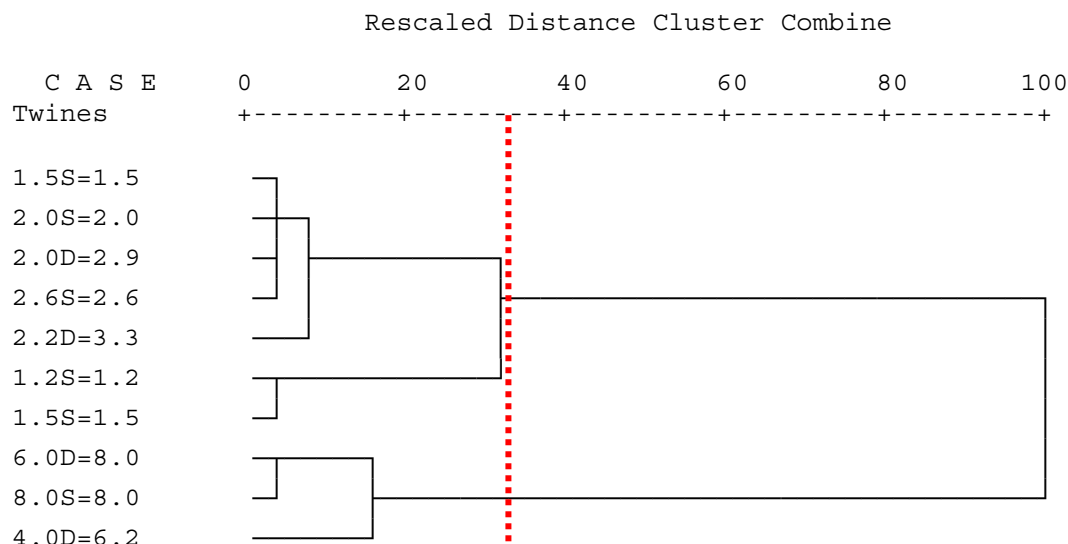 Rescaled Distance Cluster Combine
C A S E 0 20 40 60 80 100
Twines +---------+---------+---------+---------+---------+
1.5S=1.5
2.0S=2.0
2.0D=2.9
2.6S=2.6
2.2D=3.3
1.2S=1.2
1.5S=1.5
6.0D=8.0
8.0S=8.0
4.0D=6.2